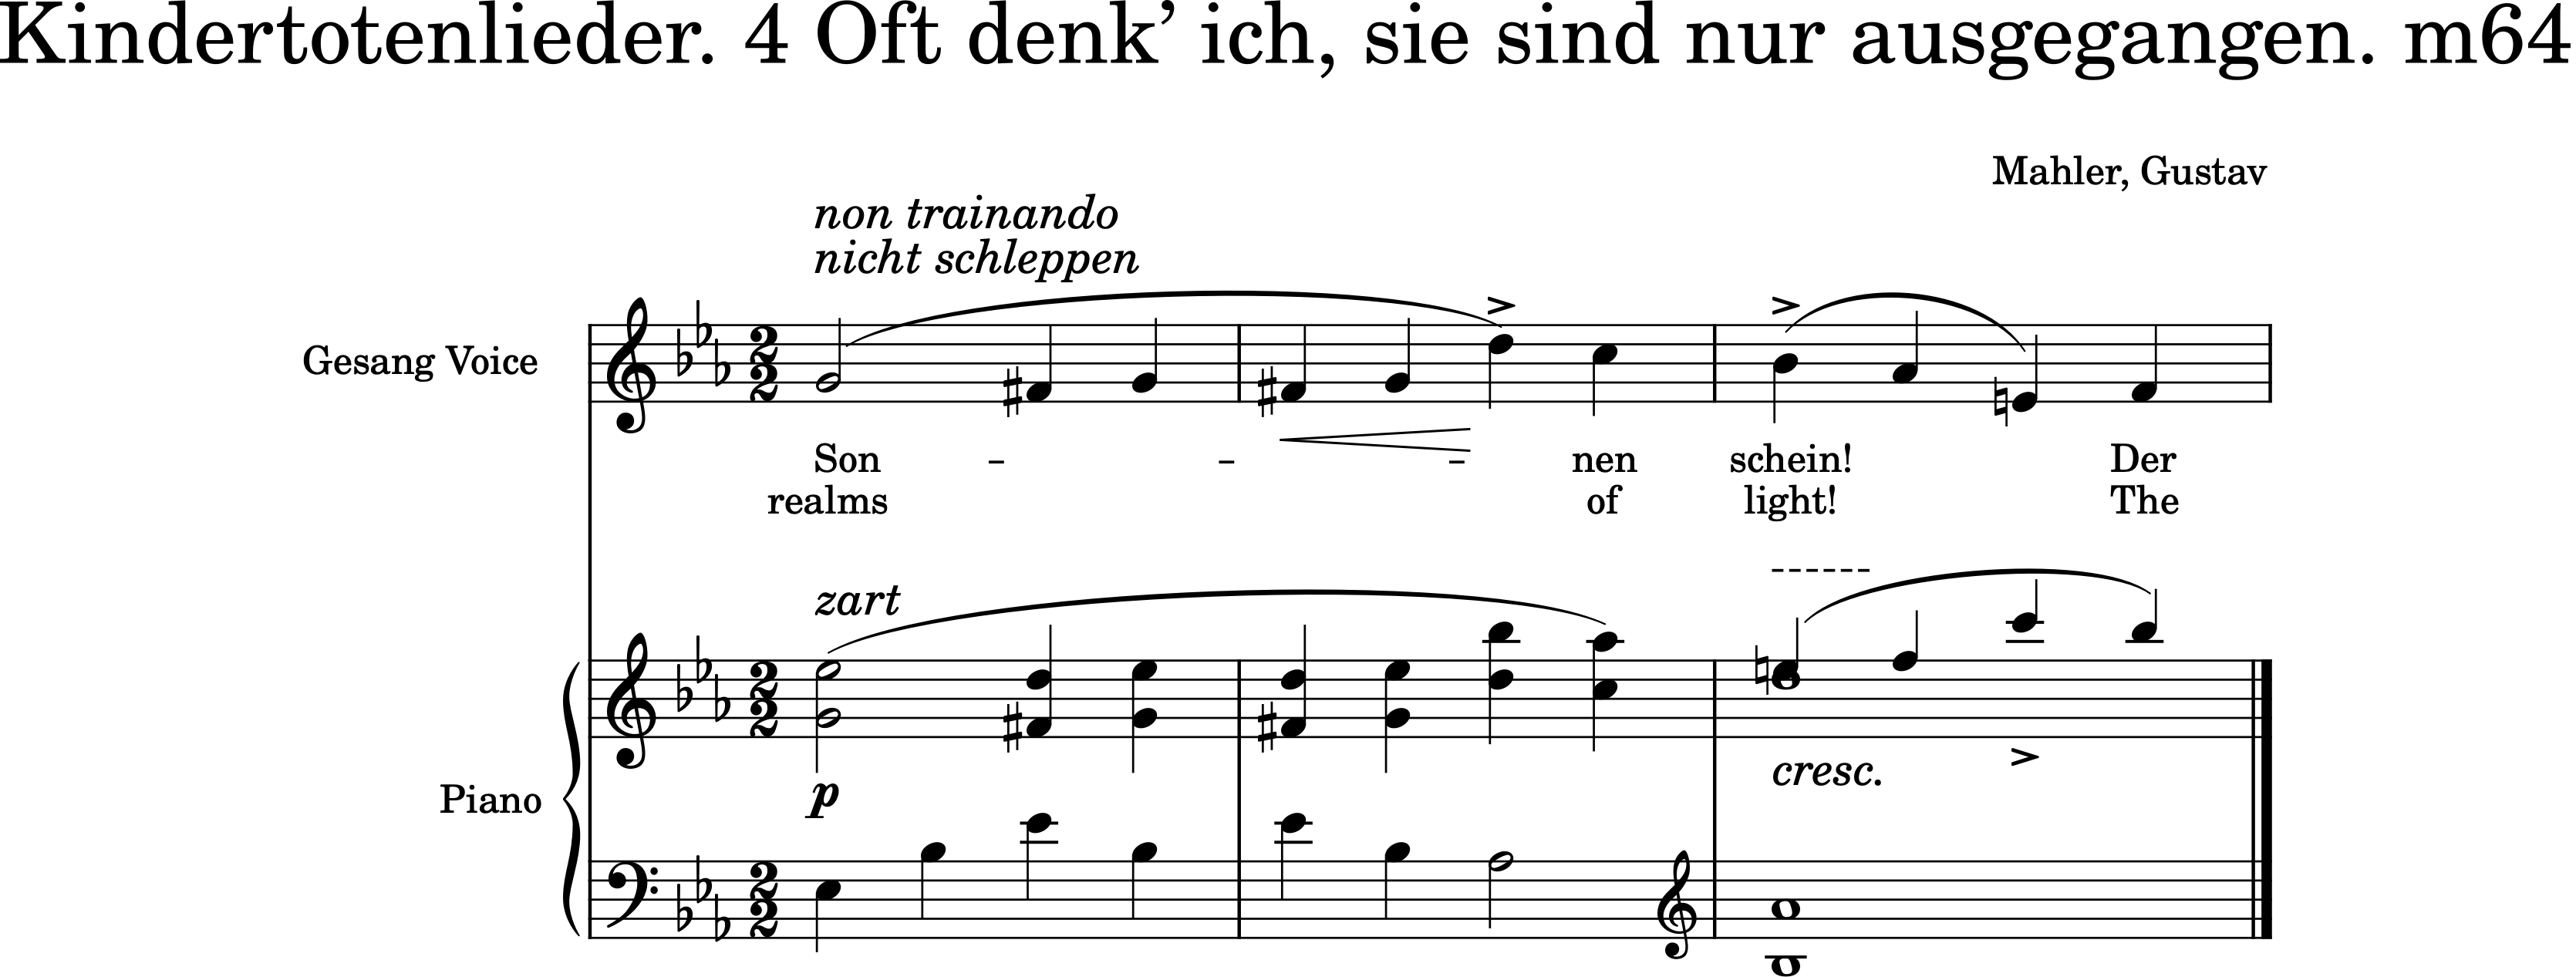 Kindertotenlieder. 4 Oft denk’ ich, sie sind nur ausgegangen. m64
Mahler, Gustav
non trainando
nicht schleppen
Gesang Voice
Son – – – nen schein! Der
realms of light! The
zart
Piano
p
cresc.